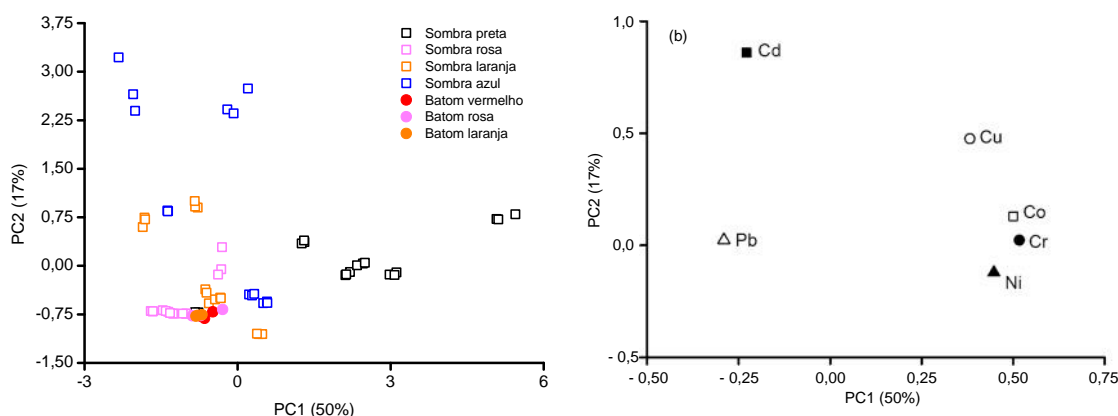 3,75
3,00
2,25
1,50
0,75
0,00
-0,75
-1,50
PC2 (17%)
-3
0
3
6
PC1 (50%)
Sombra preta
Sombra rosa
Sombra laranja
Sombra azul
Batom vermelho
Batom rosa
Batom laranja
(b)
1,0
0,5
0,0
- 0,5
PC2 (17%)
Cd
Cu
Co
Cr
Pb
Ni
- 0,50
- 0,25
0,00
0,25
0,50
0,75
PC1 (50%)